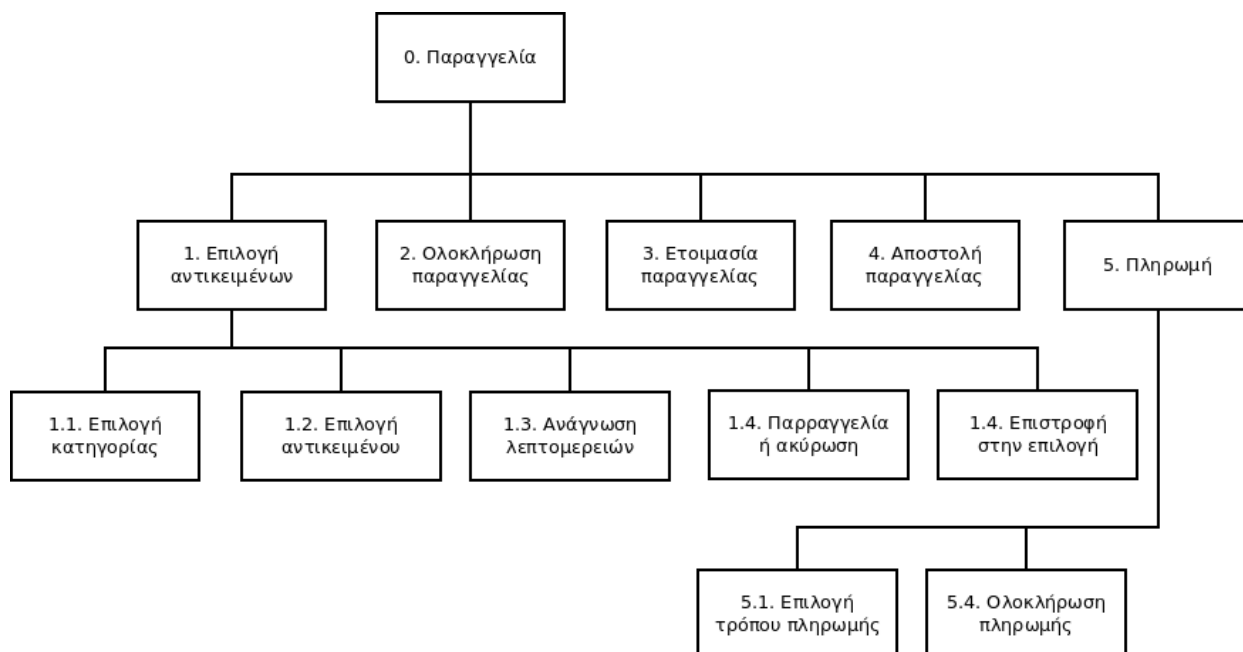 0. Παραγγελία
1. Επιλογή
αντικειμένων
2. Ολοκλήρωση
παραγγελίας
3. Ετοιμασία
παραγγελίας
4. Αποστολή
παραγγελίας
5. Πληρωμή
1.1. Επιλογή
κατηγορίας
1.2. Επιλογή
αντικειμένου
1.3. Ανάγνωση
λεπτομερειών
1.4. Παρραγγελία
ή ακύρωση
1.4. Επιστροφή
στην επιλογή
5.1. Επιλογή
τρόπου πληρωμής
5.4. Ολοκλήρωση
πληρωμής